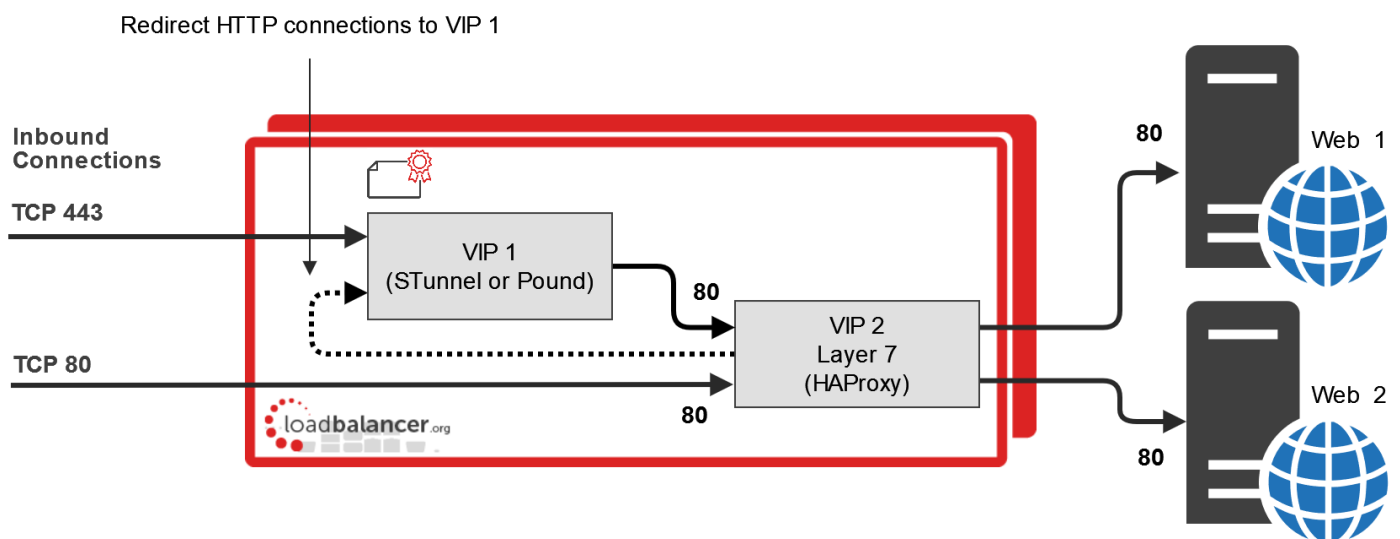 Redirect HTTP connections to VIP 1
Inbound
Connections
TCP 443
TCP 80
VIP 1
(STunnel or Pound)
80
VIP 2
Layer 7
(HAProxy)
80
loadbalancer.org
80
Web 1
Web 2
80